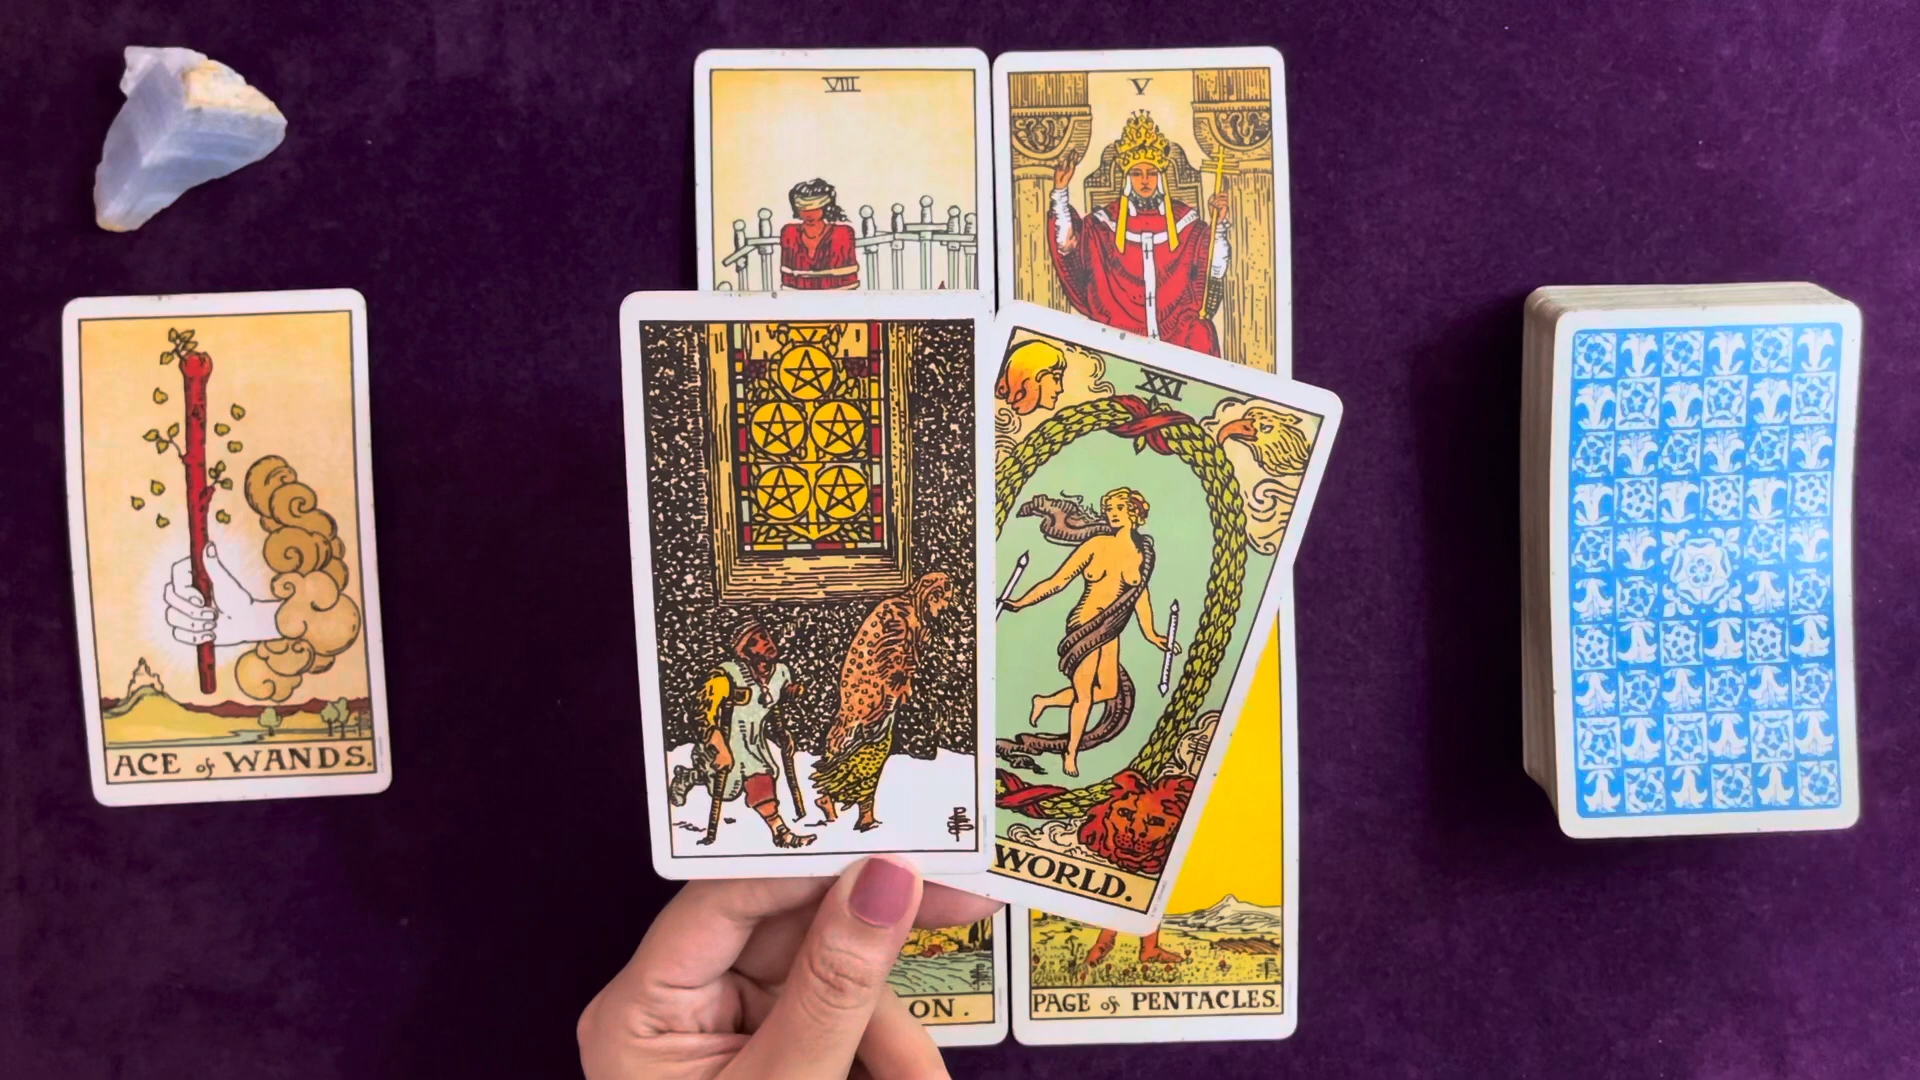 VIII
V
XXI
ACE of WANDS.
WORLD.
ON.
PAGE of PENTACLES.